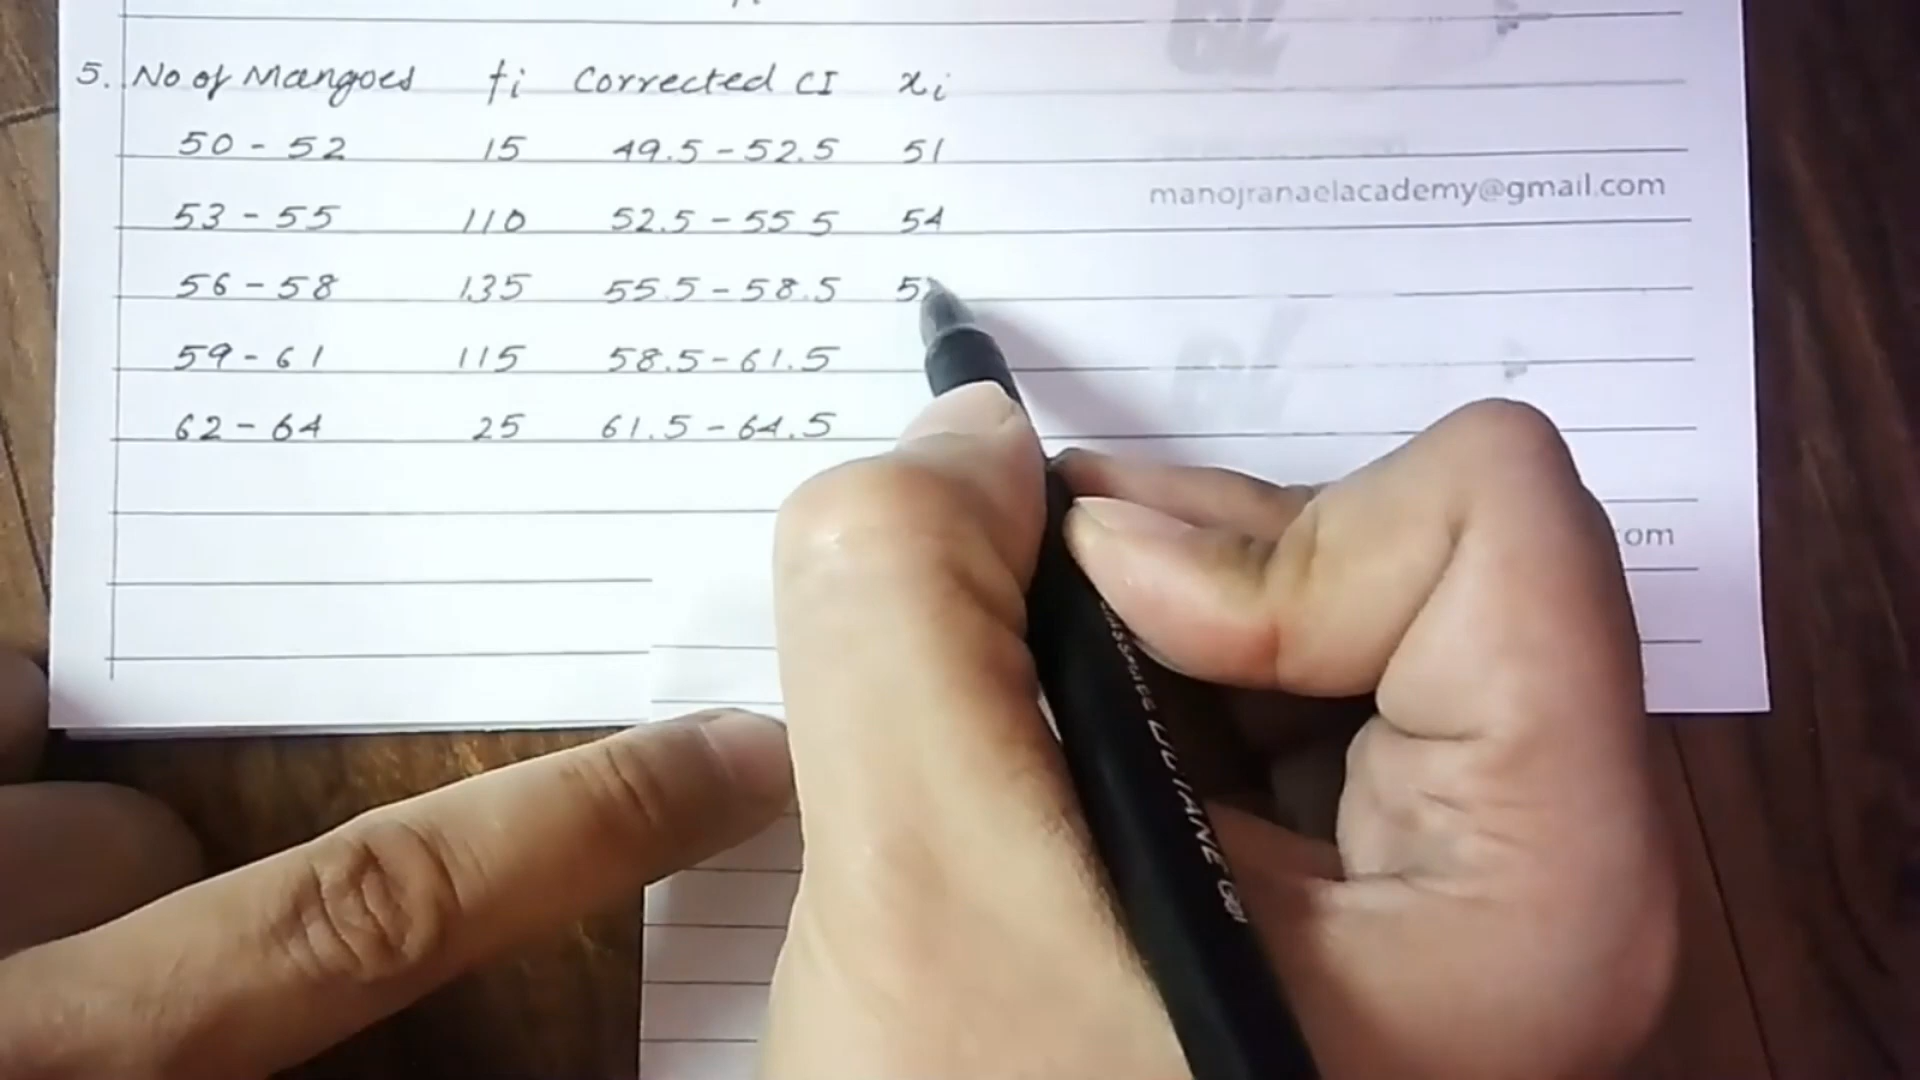 5. No of Mangoes fi Corrected CI xi
50 - 52 15 49.5 - 52.5 51
manojranaelacademy@gmail.com
53 - 55 110 52.5 - 55 5 54
56 - 58 135 55 5 - 58.5
59 - 61 115 58.5 - 61.5
62 - 64 25 61.5 - 64.5
om